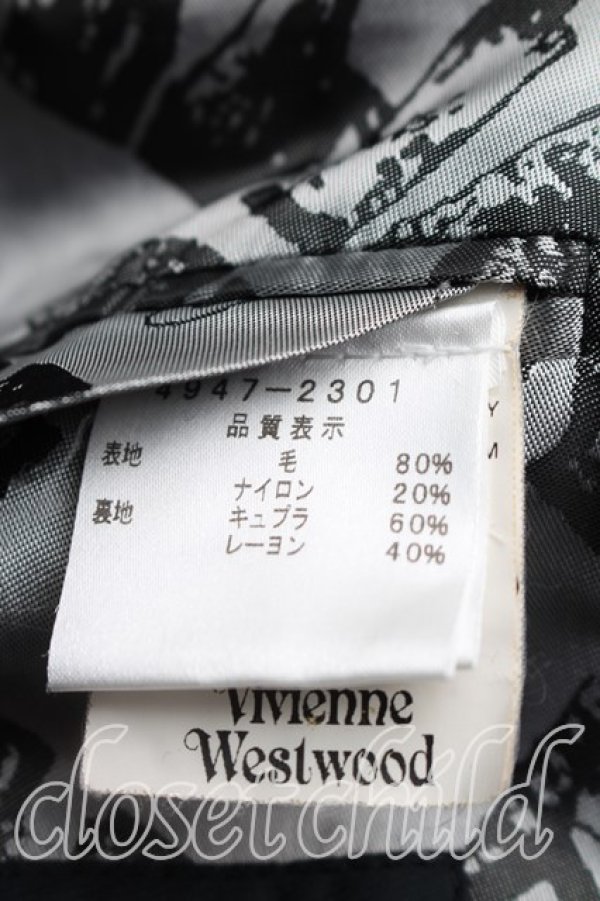 4947-2301
品質表示
表地 毛 80%
ナイロン 20%
裏地 キュプラ 60%
レーヨン 40%
Y
M
Vivienne
Westwood
closet child